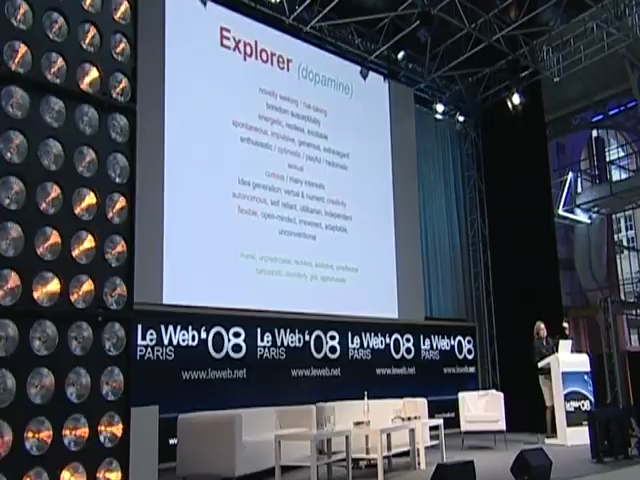 Explorer (dopamine)
novelty seeking / risk-taking
boredom susceptibility
energetic, restless, excitable
spontaneous, impulsive, generous, extravagant
enthusiastic / optimistic / playful / hedonistic
sexual
curious / many interests
idea generation: verbal & numeric creativity
autonomous, self reliant, utilitarian, independent
flexible, open-minded, irreverent, adaptable,
unconventional
Le Web'08 Le Web'08 Le Web'08 Le Web'08
PARIS PARIS PARIS PARIS
www.leweb.net www.leweb.net www.leweb.net www.leweb.net
Le Web'08